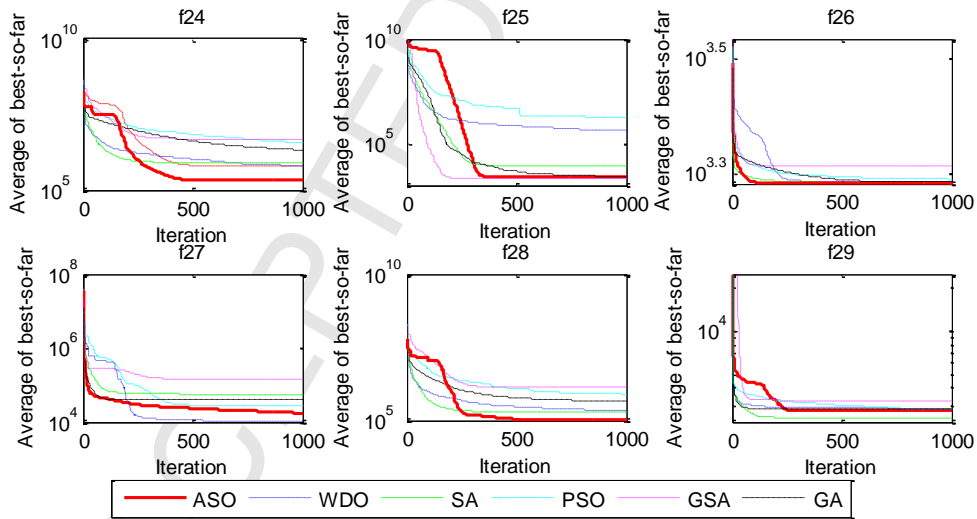 f24
f25
f26
Average of best-so-far
10^10
10^5
0
500
1000
Iteration
Average of best-so-far
10^10
10^5
0
500
1000
Iteration
Average of best-so-far
10^3.5
10^3.3
0
500
1000
Iteration
f27
f28
f29
Average of best-so-far
10^8
10^6
10^4
0
500
1000
Iteration
Average of best-so-far
10^10
10^5
0
500
1000
Iteration
Average of best-so-far
10^4
0
500
1000
Iteration
ASO WDO SA PSO GSA GA